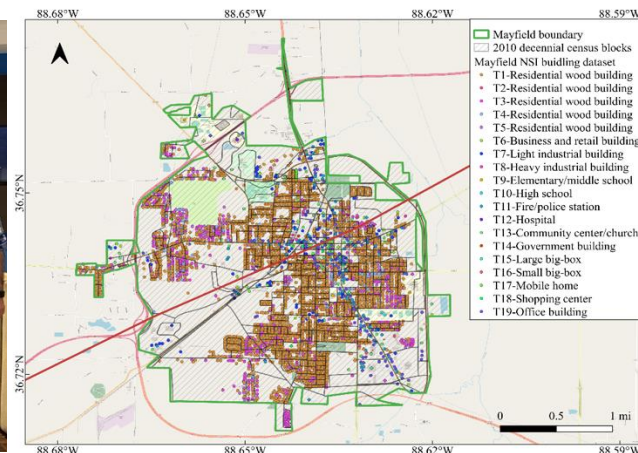 88.68°W 88.65°W 88.62°W 88.59°W
Mayfield boundary
2010 decennial census blocks
Mayfield NSI buidling dataset
T1-Residential wood building
T2-Residential wood building
T3-Residential wood building
T4-Residential wood building
T5-Residential wood building
T6-Business and retail building
T7-Light industrial building
T8-Heavy industrial building
T9-Elementary/middle school
T10-High school
T11-Fire/police station
T12-Hospital
T13-Community center/church
T14-Government building
T15-Large big-box
T16-Small big-box
T17-Mobile home
T18-Shopping center
T19-Office building
36.75°N
36.72°N
0 0.5 1 mi
88.68°W 88.65°W 88.62°W 88.59°W